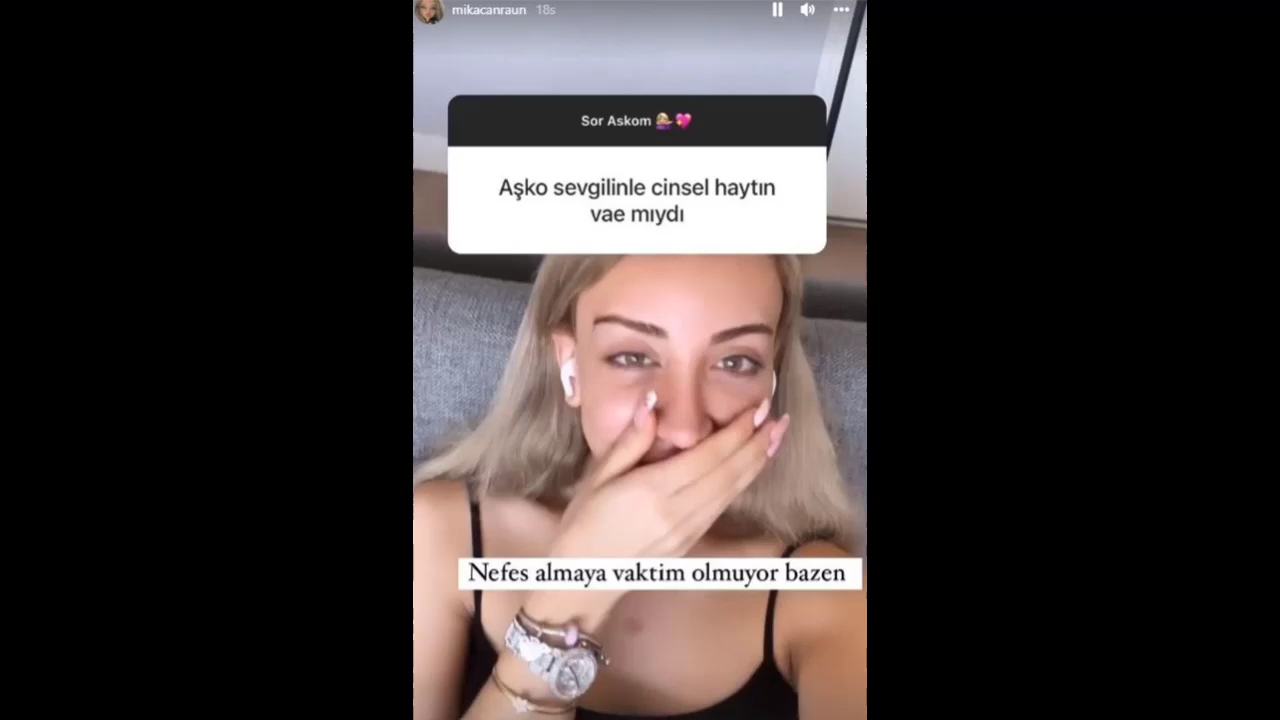 mikacanraun 18s
Sor Askom 💁🏼‍♀️💖
Aşko sevgilinle cinsel haytın
vae mıydı
Nefes almaya vaktim olmuyor bazen